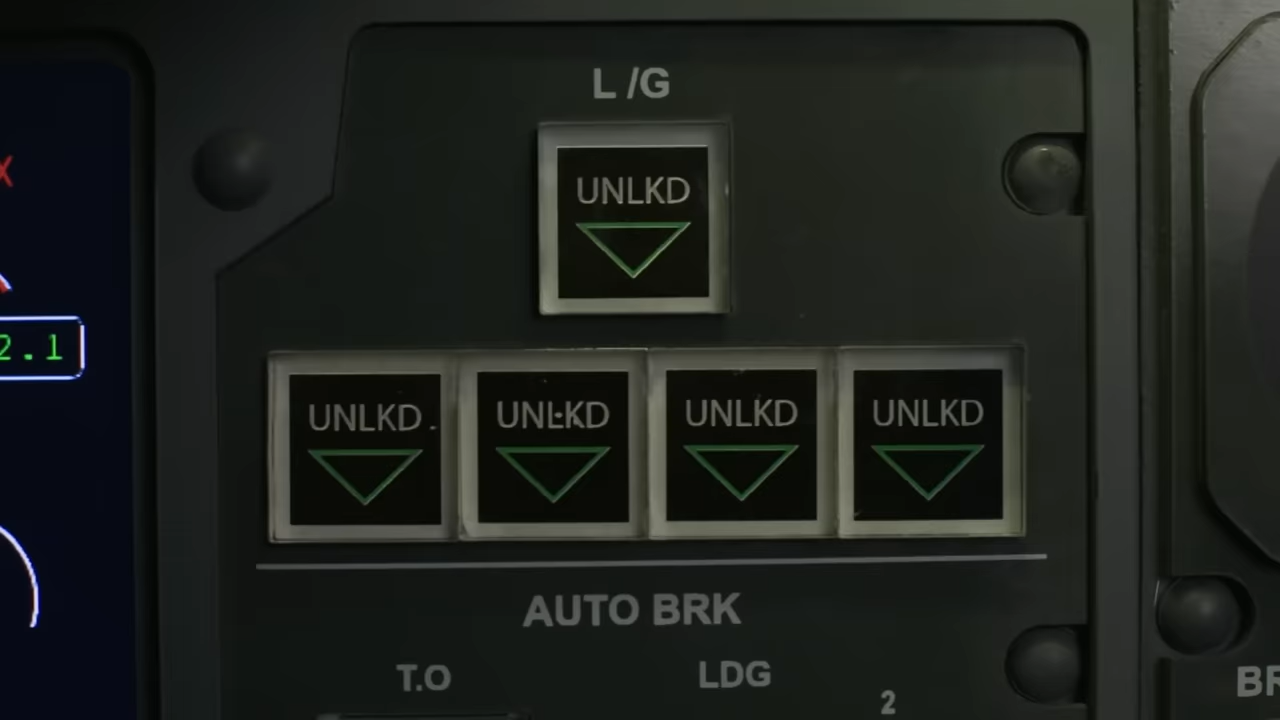 L /G
UNLKD
2.1
UNLKD UNLKD UNLKD UNLKD
AUTO BRK
T.O LDG
2